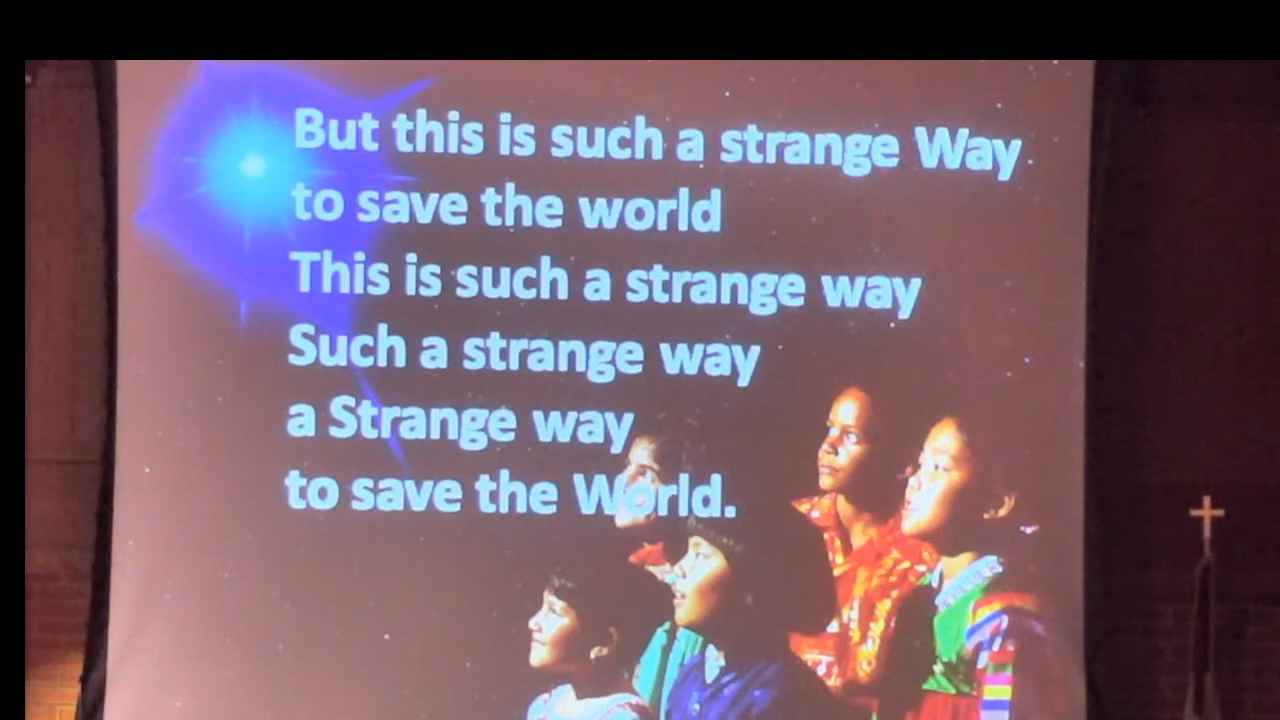 But this is such a strange Way
to save the world
This is such a strange way
Such a strange way
a Strange way
to save the World.